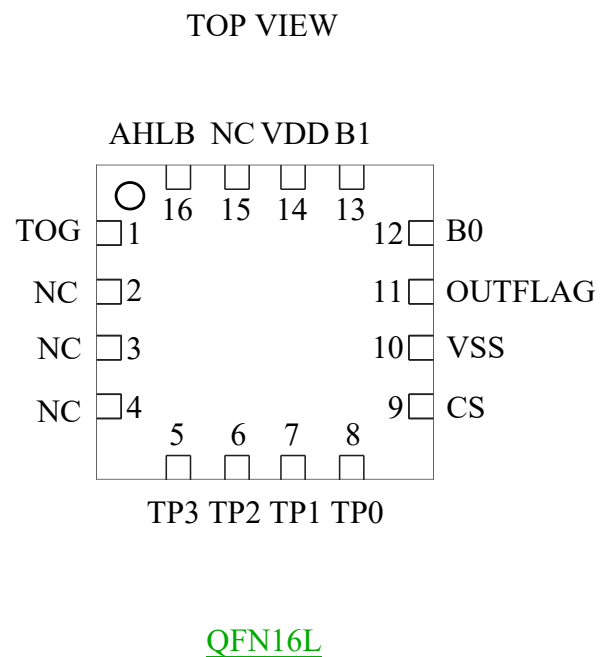 TOP VIEW
AHLB NC VDD B1
16 15 14 13
TOG 1 12 B0
NC 2 11 OUTFLAG
NC 3 10 VSS
NC 4 9 CS
5 6 7 8
TP3 TP2 TP1 TP0
QFN16L